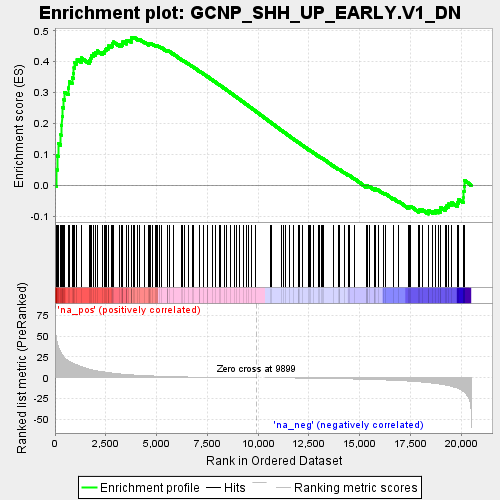 Enrichment plot: GCNP_SHH_UP_EARLY.V1_DN
Enrichment score (ES)
0.5
0.4
0.3
0.2
0.1
0.0
-0.1
'na_pos' (positively correlated)
Ranked list metric (PreRanked)
75
50
25
0
-25
-50
Zero cross at 9899
'na_neg' (negatively correlated)
0
2,500
5,000
7,500
10,000
12,500
15,000
17,500
20,000
Rank in Ordered Dataset
Enrichment profile
Hits
Ranking metric scores